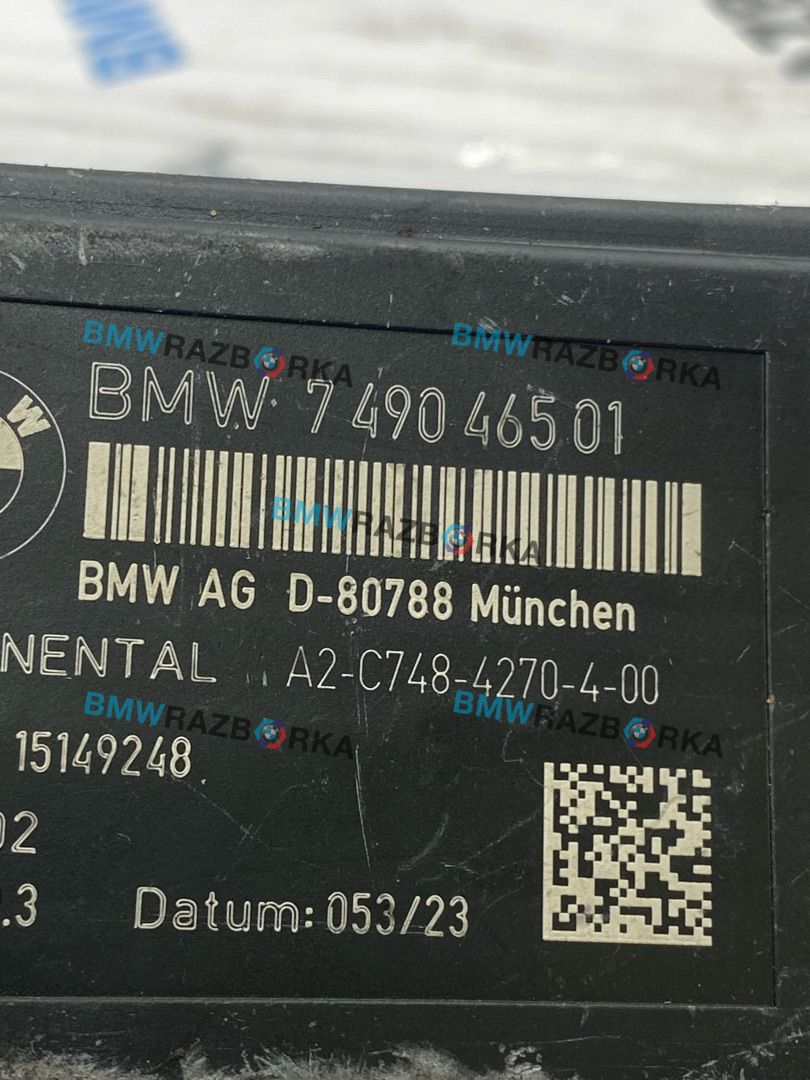 BMWRAZBORKA BMWRAZBORKA
W
BMW 7 490 465 01
BMWRAZBORKA
BMW AG D-80788 München
NENTAL A2-C748-4270-4-00
BMWRAZBORKA BMWRAZBORKA
15149248
02
.3 Datum: 053/23